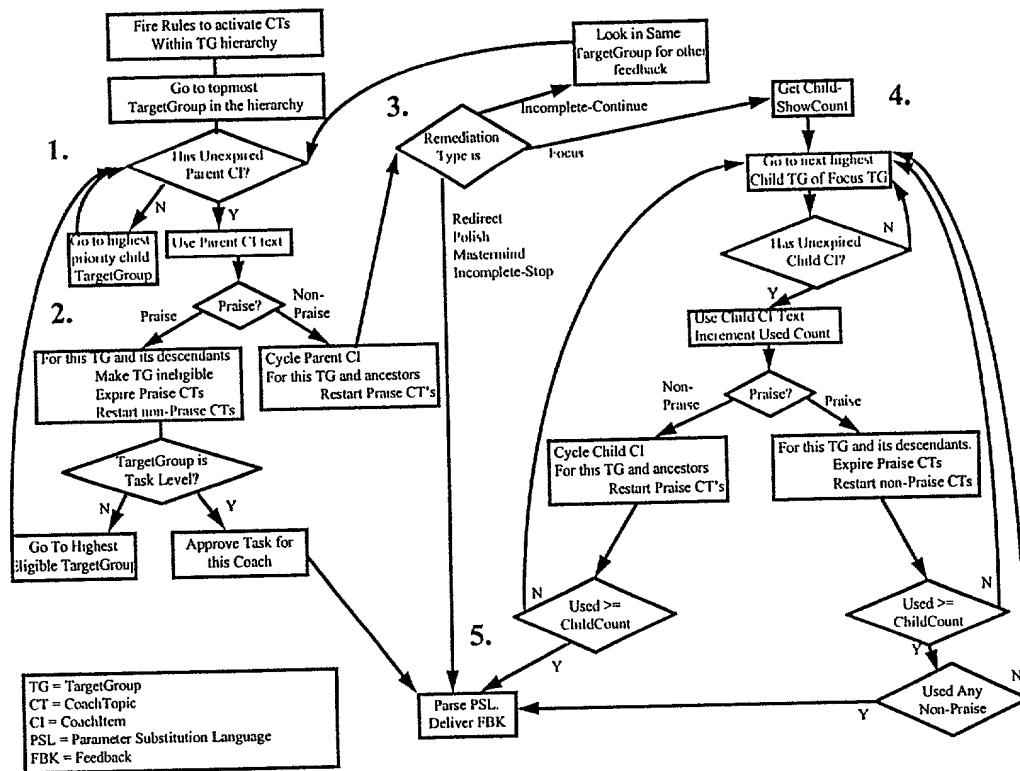 Fire Rules to activate CTs
Within TG hierarchy
Go to topmost
TargetGroup in the hierarchy
1.
Has Unexpired
Parent CI?
N
Y
Go to highest
priority child
TargetGroup
Use Parent CI text
2.
Praise?
Praise
Non-
Praise
For this TG and its descendants
Make TG ineligible
Expire Praise CTs
Restart non-Praise CTs
Cycle Parent CI
For this TG and ancestors
Restart Praise CT's
TargetGroup is
Task Level?
N
Y
Go To Highest
Eligible TargetGroup
Approve Task for
this Coach
3.
Look in Same
TargetGroup for other
feedback
Incomplete-Continue
Remediation
Type is
Focus
Redirect
Polish
Mastermind
Incomplete-Stop
4.
Get Child-
ShowCount
Go to next highest
Child TG of Focus TG
Has Unexpired
Child CI?
N
Y
Use Child CI Text
Increment Used Count
Praise?
Non-
Praise
Praise
Cycle Child CI
For this TG and ancestors
Restart Praise CT's
For this TG and its descendants.
Expire Praise CTs
Restart non-Praise CTs
N
Used >=
ChildCount
Y
N
Used >=
ChildCount
Y
N
Used Any
Non-Praise
Y
5.
Parse PSL.
Deliver FBK
TG = TargetGroup
CT = CoachTopic
CI = CoachItem
PSL = Parameter Substitution Language
FBK = Feedback